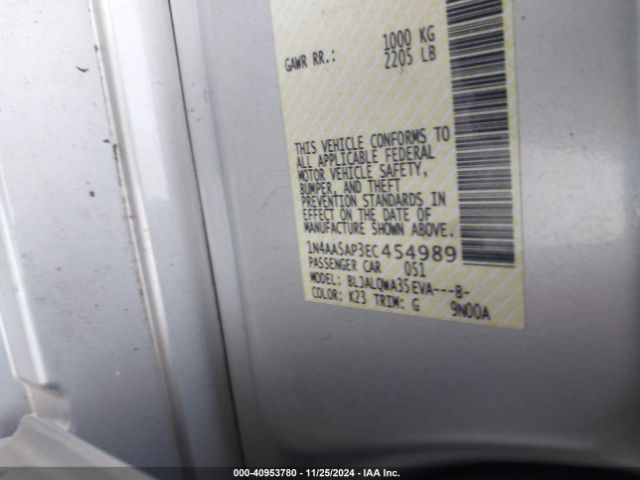 1000 KG
GAWR RR.: 2205 LB
THIS VEHICLE CONFORMS TO
ALL APPLICABLE FEDERAL
MOTOR VEHICLE SAFETY,
BUMPER, AND THEFT
PREVENTION STANDARDS IN
EFFECT ON THE DATE OF
MANUFACTURE SHOWN ABOVE.
1N4AA5AP3EC454989
PASSENGER CAR 051
MODEL: BLJALQWA35EVA---B-
COLOR: K23 TRIM: G 9N00A
000-40953780 - 11/25/2024 - IAAI.COM